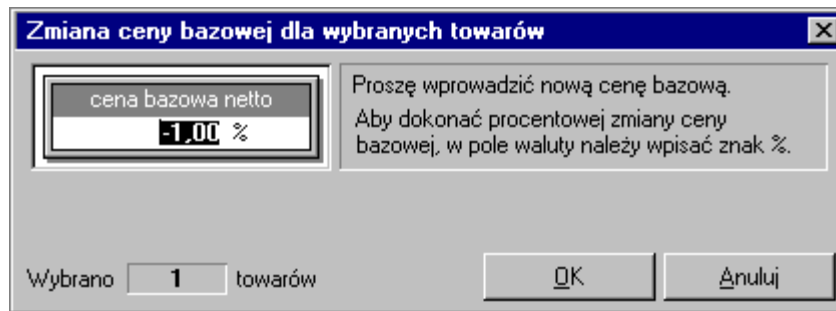 Zmiana ceny bazowej dla wybranych towarów
cena bazowa netto
-1,00 %
Proszę wprowadzić nową cenę bazową.
Aby dokonać procentowej zmiany ceny
bazowej, w pole waluty należy wpisać znak %.
Wybrano 1 towarów
OK
Anuluj